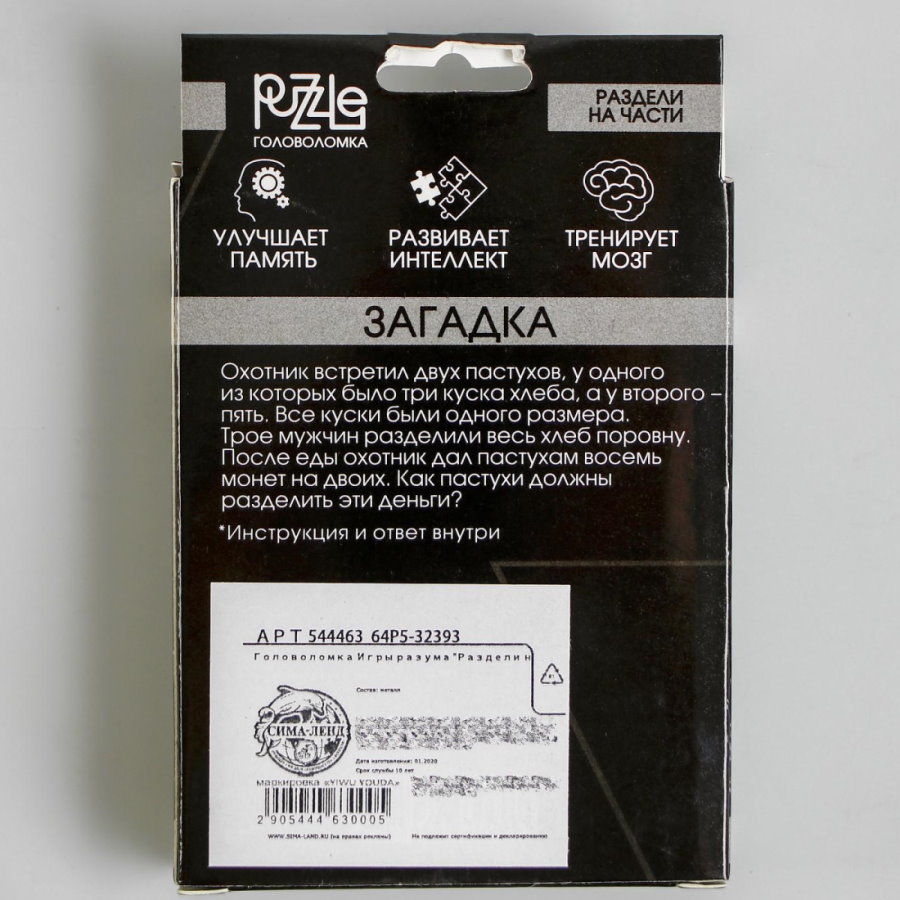 PUZZLe
ГОЛОВОЛОМКА
РАЗДЕЛИ
НА ЧАСТИ
УЛУЧШАЕТ
ПАМЯТЬ
РАЗВИВАЕТ
ИНТЕЛЛЕКТ
ТРЕНИРУЕТ
МОЗГ
ЗАГАДКА
Охотник встретил двух пастухов, у одного
из которых было три куска хлеба, а у второго –
пять. Все куски были одного размера.
Трое мужчин разделили весь хлеб поровну.
После еды охотник дал пастухам восемь
монет на двоих. Как пастухи должны
разделить эти деньги?
*Инструкция и ответ внутри
АРТ 544463 64P5-32393
Головоломка Игры разума "Раздели н
Состав: металл
СИМА-ЛЕНД
Дата изготовления: 01.2020
Срок службы 10 лет
маркировка «YIWU YOUDA»
2 905444 630005
WWW.SIMA-LAND.RU (на правах рекламы)
Не подлежит сертификации и декларированию